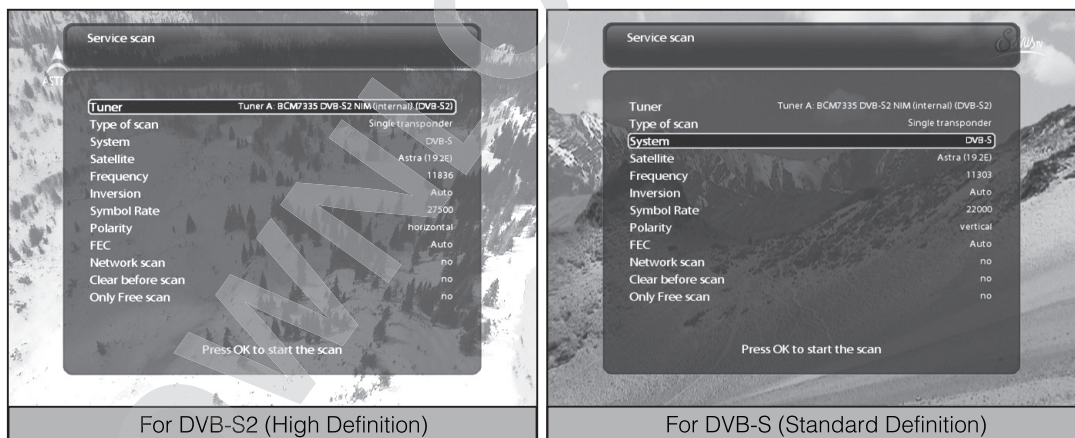 Service scan
Tuner Tuner A: BCM7335 DVB-S2 NIM (internal) (DVB-S2)
Type of scan Single transponder
System DVB-S
Satellite Astra (19.2E)
Frequency 11836
Inversion Auto
Symbol Rate 27500
Polarity horizontal
FEC Auto
Network scan no
Clear before scan no
Only Free scan no
Press OK to start the scan
For DVB-S2 (High Definition)
Service scan
Tuner Tuner A: BCM7335 DVB-S2 NIM (internal) (DVB-S2)
Type of scan Single transponder
System DVB-S
Satellite Astra (19.2E)
Frequency 11303
Inversion Auto
Symbol Rate 22000
Polarity vertical
FEC Auto
Network scan no
Clear before scan no
Only Free scan no
Press OK to start the scan
For DVB-S (Standard Definition)